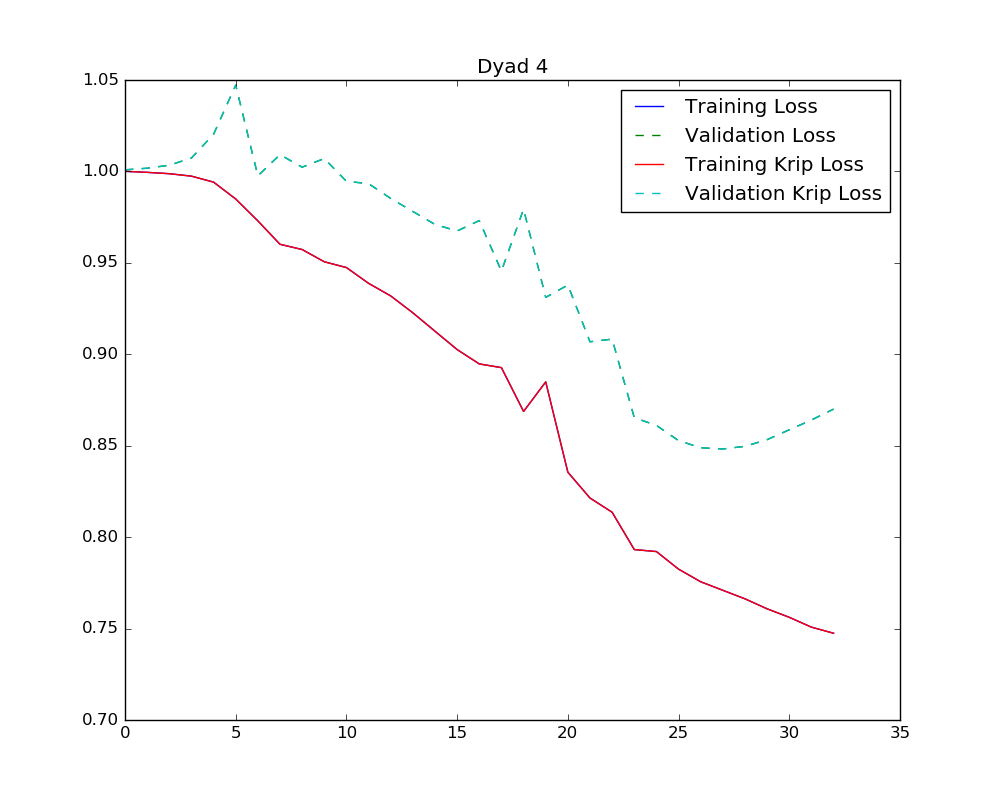 Dyad 4
1.05
1.00
0.95
0.90
0.85
0.80
0.75
0.70
Training Loss
Validation Loss
Training Krip Loss
Validation Krip Loss
0 5 10 15 20 25 30 35